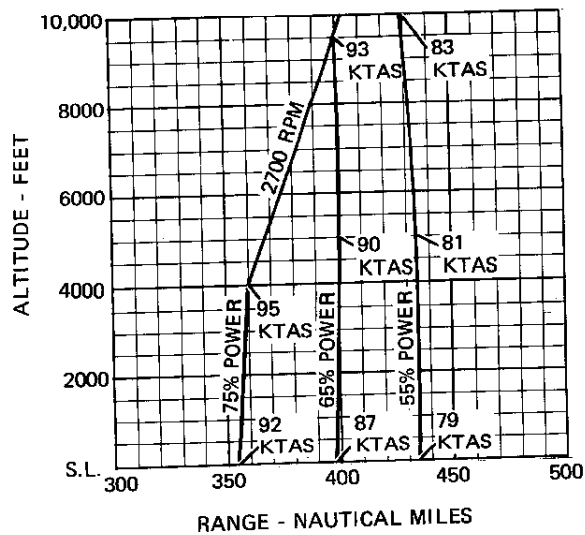 10,000
8000
6000
4000
2000
S.L.
ALTITUDE - FEET
93
KTAS
83
KTAS
2700 RPM
90
KTAS
81
KTAS
95
KTAS
75% POWER
65% POWER
55% POWER
92
KTAS
87
KTAS
79
KTAS
300
350
400
450
500
RANGE - NAUTICAL MILES